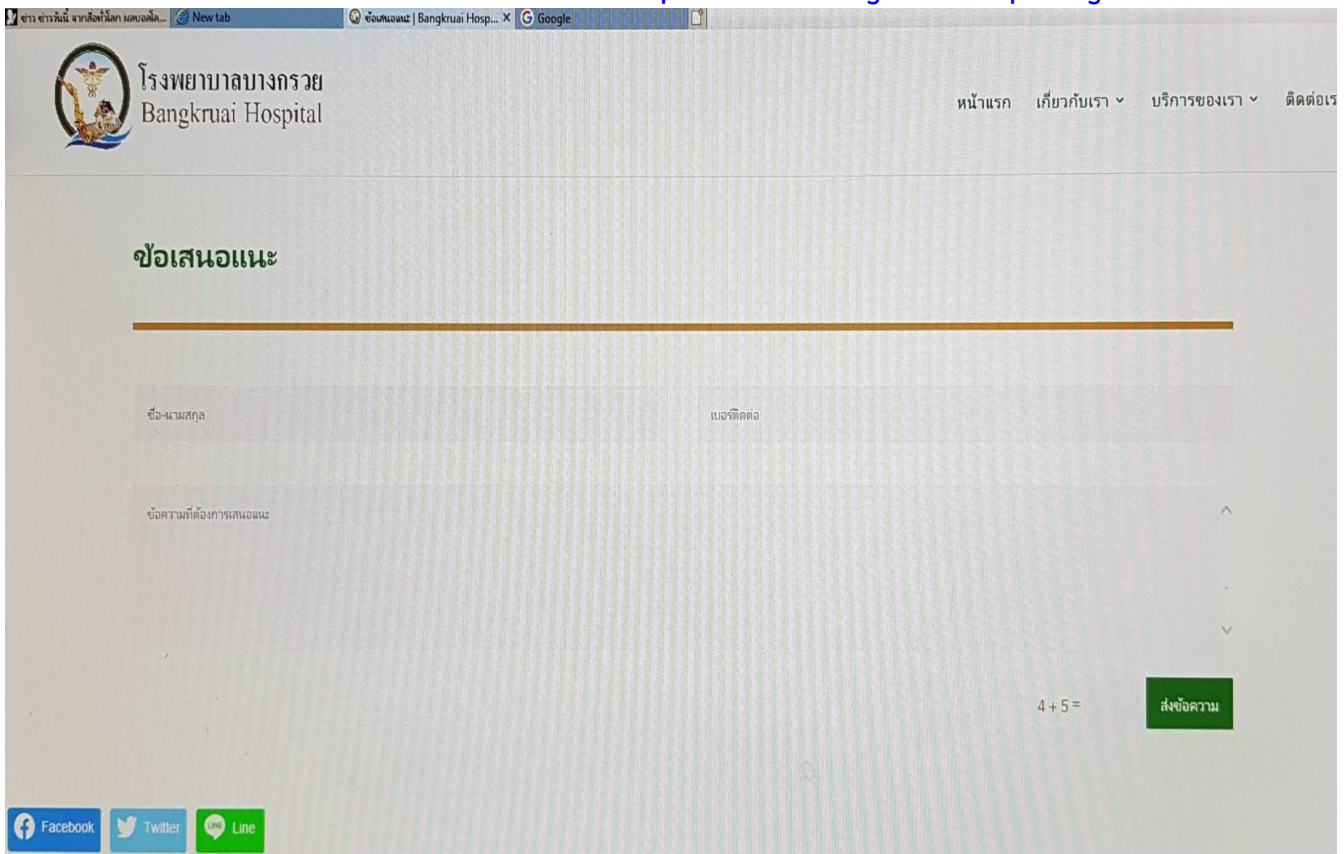 ข่าว ข่าววันนี้ จากสื่อทั่วโลก ผลบอลโล... New tab ข้อเสนอแนะ | Bangkruai Hosp... X Google
โรงพยาบาลบางกรวย
Bangkruai Hospital
หน้าแรก เกี่ยวกับเรา บริการของเรา ติดต่อเร
ข้อเสนอแนะ
ชื่อ-นามสกุล เบอร์ติดต่อ
ข้อความที่ต้องการเสนอแนะ
4 + 5 = ส่งข้อความ
Facebook Twitter LINE Line